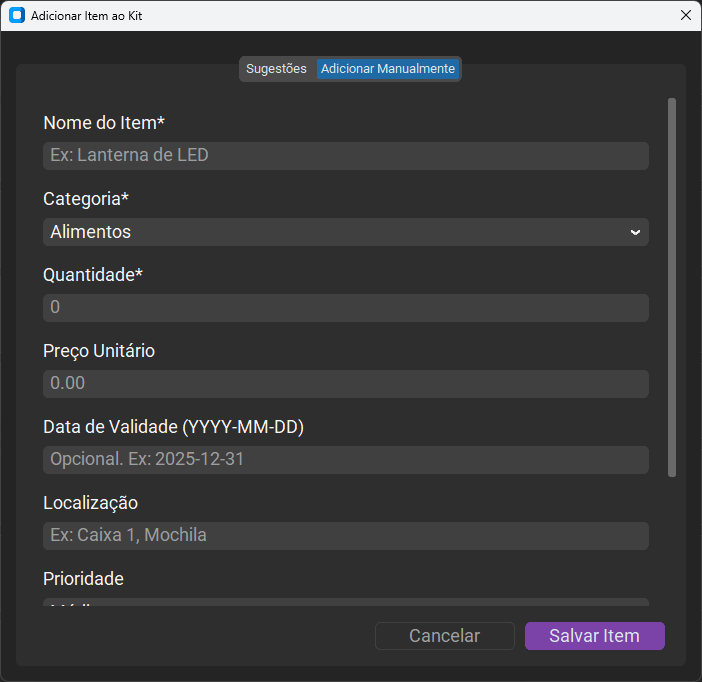 Adicionar Item ao Kit
Sugestões Adicionar Manualmente
Nome do Item*
Ex: Lanterna de LED
Categoria*
Alimentos
Quantidade*
0
Preço Unitário
0.00
Data de Validade (YYYY-MM-DD)
Opcional. Ex: 2025-12-31
Localização
Ex: Caixa 1, Mochila
Prioridade
Cancelar Salvar Item